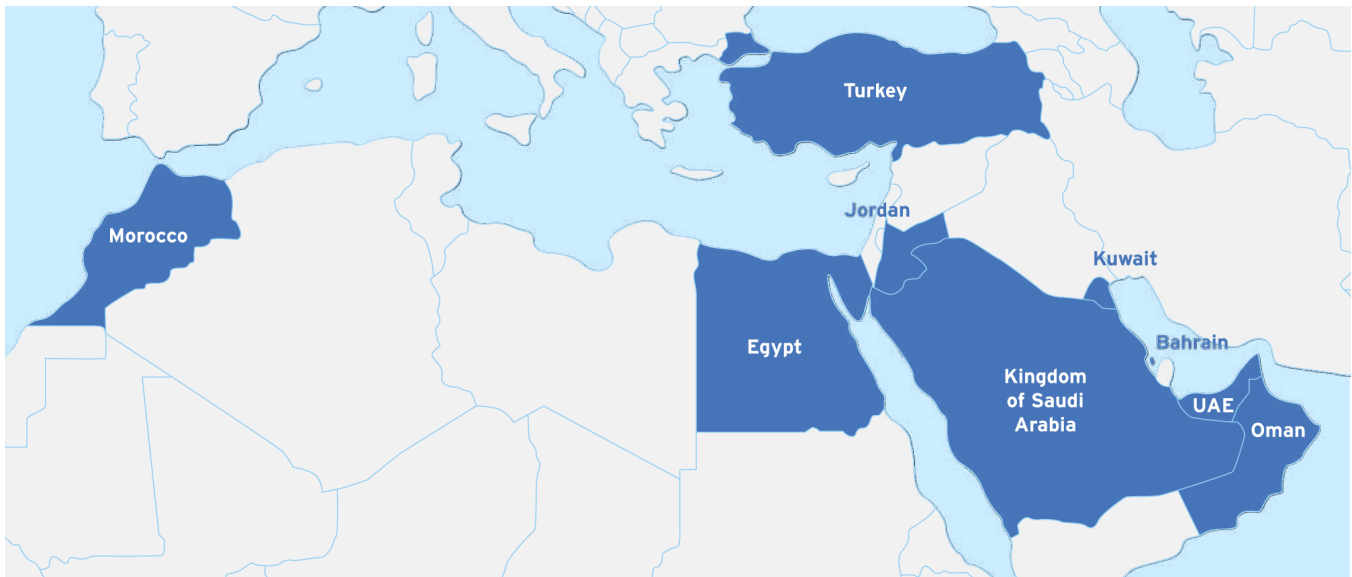 Turkey
Jordan
Morocco
Kuwait
Egypt
Bahrain
Kingdom
of Saudi
Arabia
UAE
Oman